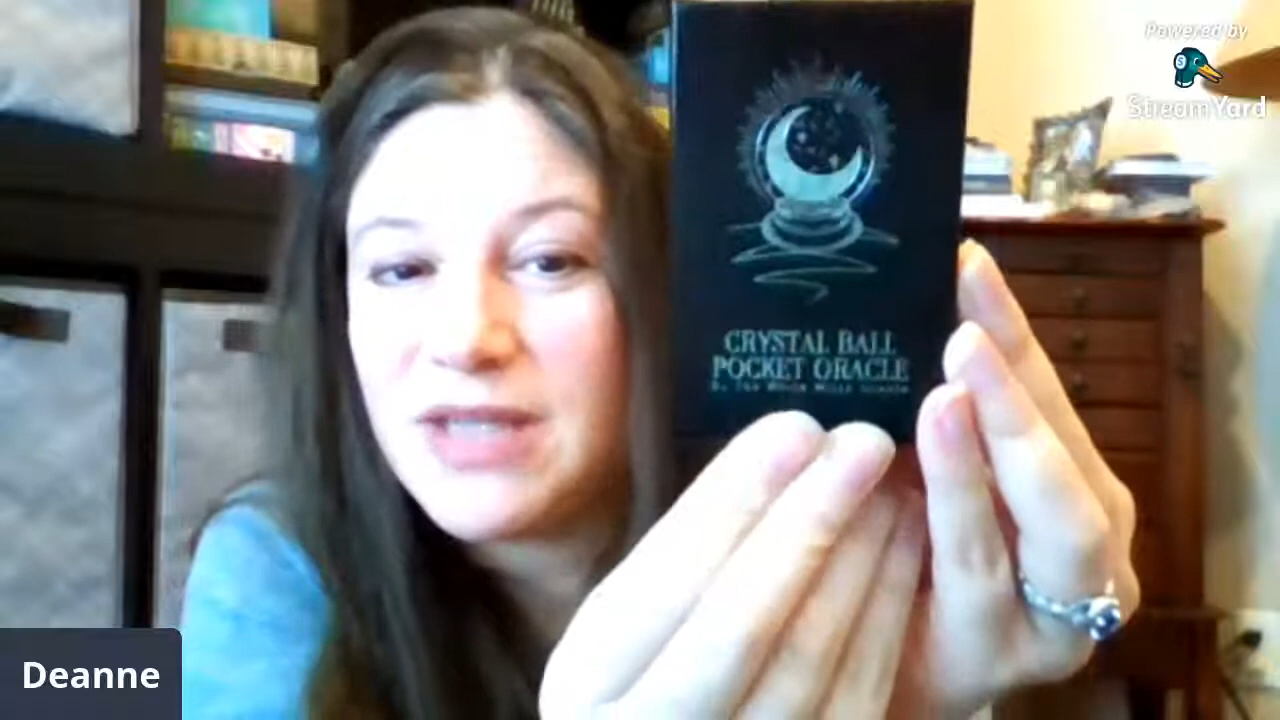 Powered by
StreamYard
CRYSTAL BALL
POCKET ORACLE
Deanne